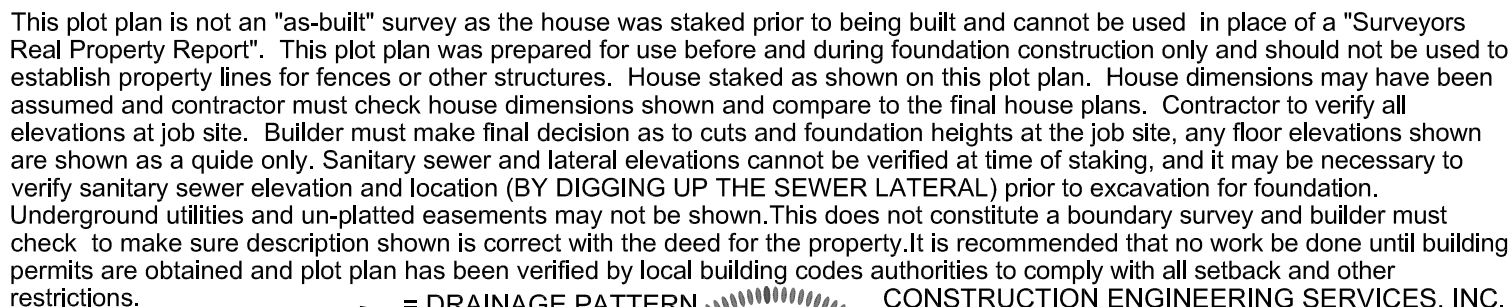 This plot plan is not an "as-built" survey as the house was staked prior to being built and cannot be used in place of a "Surveyors
Real Property Report". This plot plan was prepared for use before and during foundation construction only and should not be used to
establish property lines for fences or other structures. House staked as shown on this plot plan. House dimensions may have been
assumed and contractor must check house dimensions shown and compare to the final house plans. Contractor to verify all
elevations at job site. Builder must make final decision as to cuts and foundation heights at the job site, any floor elevations shown
are shown as a quide only. Sanitary sewer and lateral elevations cannot be verified at time of staking, and it may be necessary to
verify sanitary sewer elevation and location (BY DIGGING UP THE SEWER LATERAL) prior to excavation for foundation.
Underground utilities and un-platted easements may not be shown.This does not constitute a boundary survey and builder must
check to make sure description shown is correct with the deed for the property.It is recommended that no work be done until building
permits are obtained and plot plan has been verified by local building codes authorities to comply with all setback and other
restrictions.
= DRAINAGE PATTERN
CONSTRUCTION ENGINEERING SERVICES, INC.